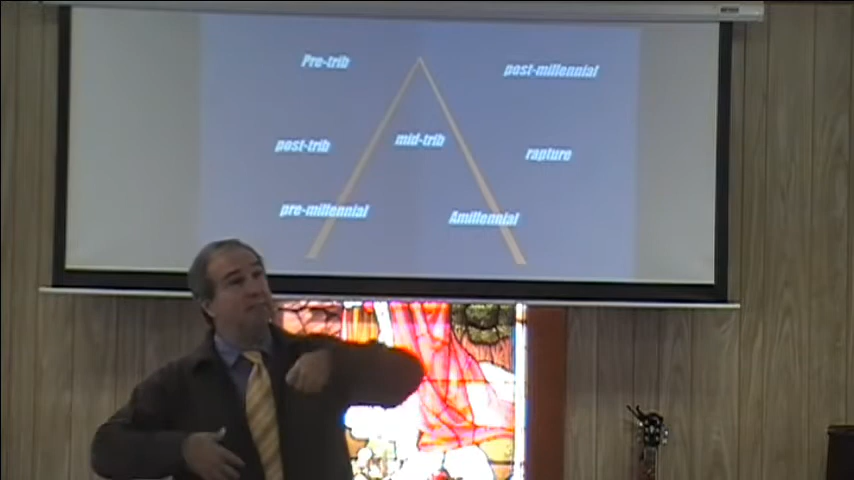 Pre-trib
post-millennial
post-trib
mid-trib
rapture
pre-millennial
Amillennial